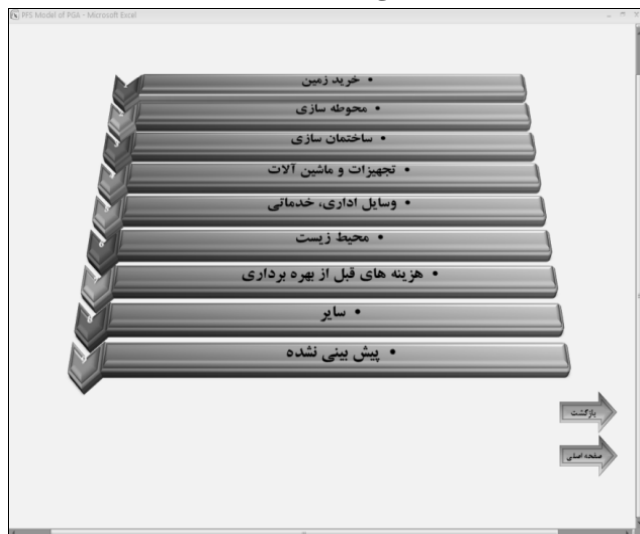 PFS Model of FGA - Microsoft Excel
• خرید زمین
• محوطه سازی
• ساختمان سازی
• تجهیزات و ماشین آلات
• وسایل اداری، خدماتی
• محیط زیست
• هزینه های قبل از بهره برداری
• سایر
• پیش بینی نشده
بازگشت
صفحه اصلی